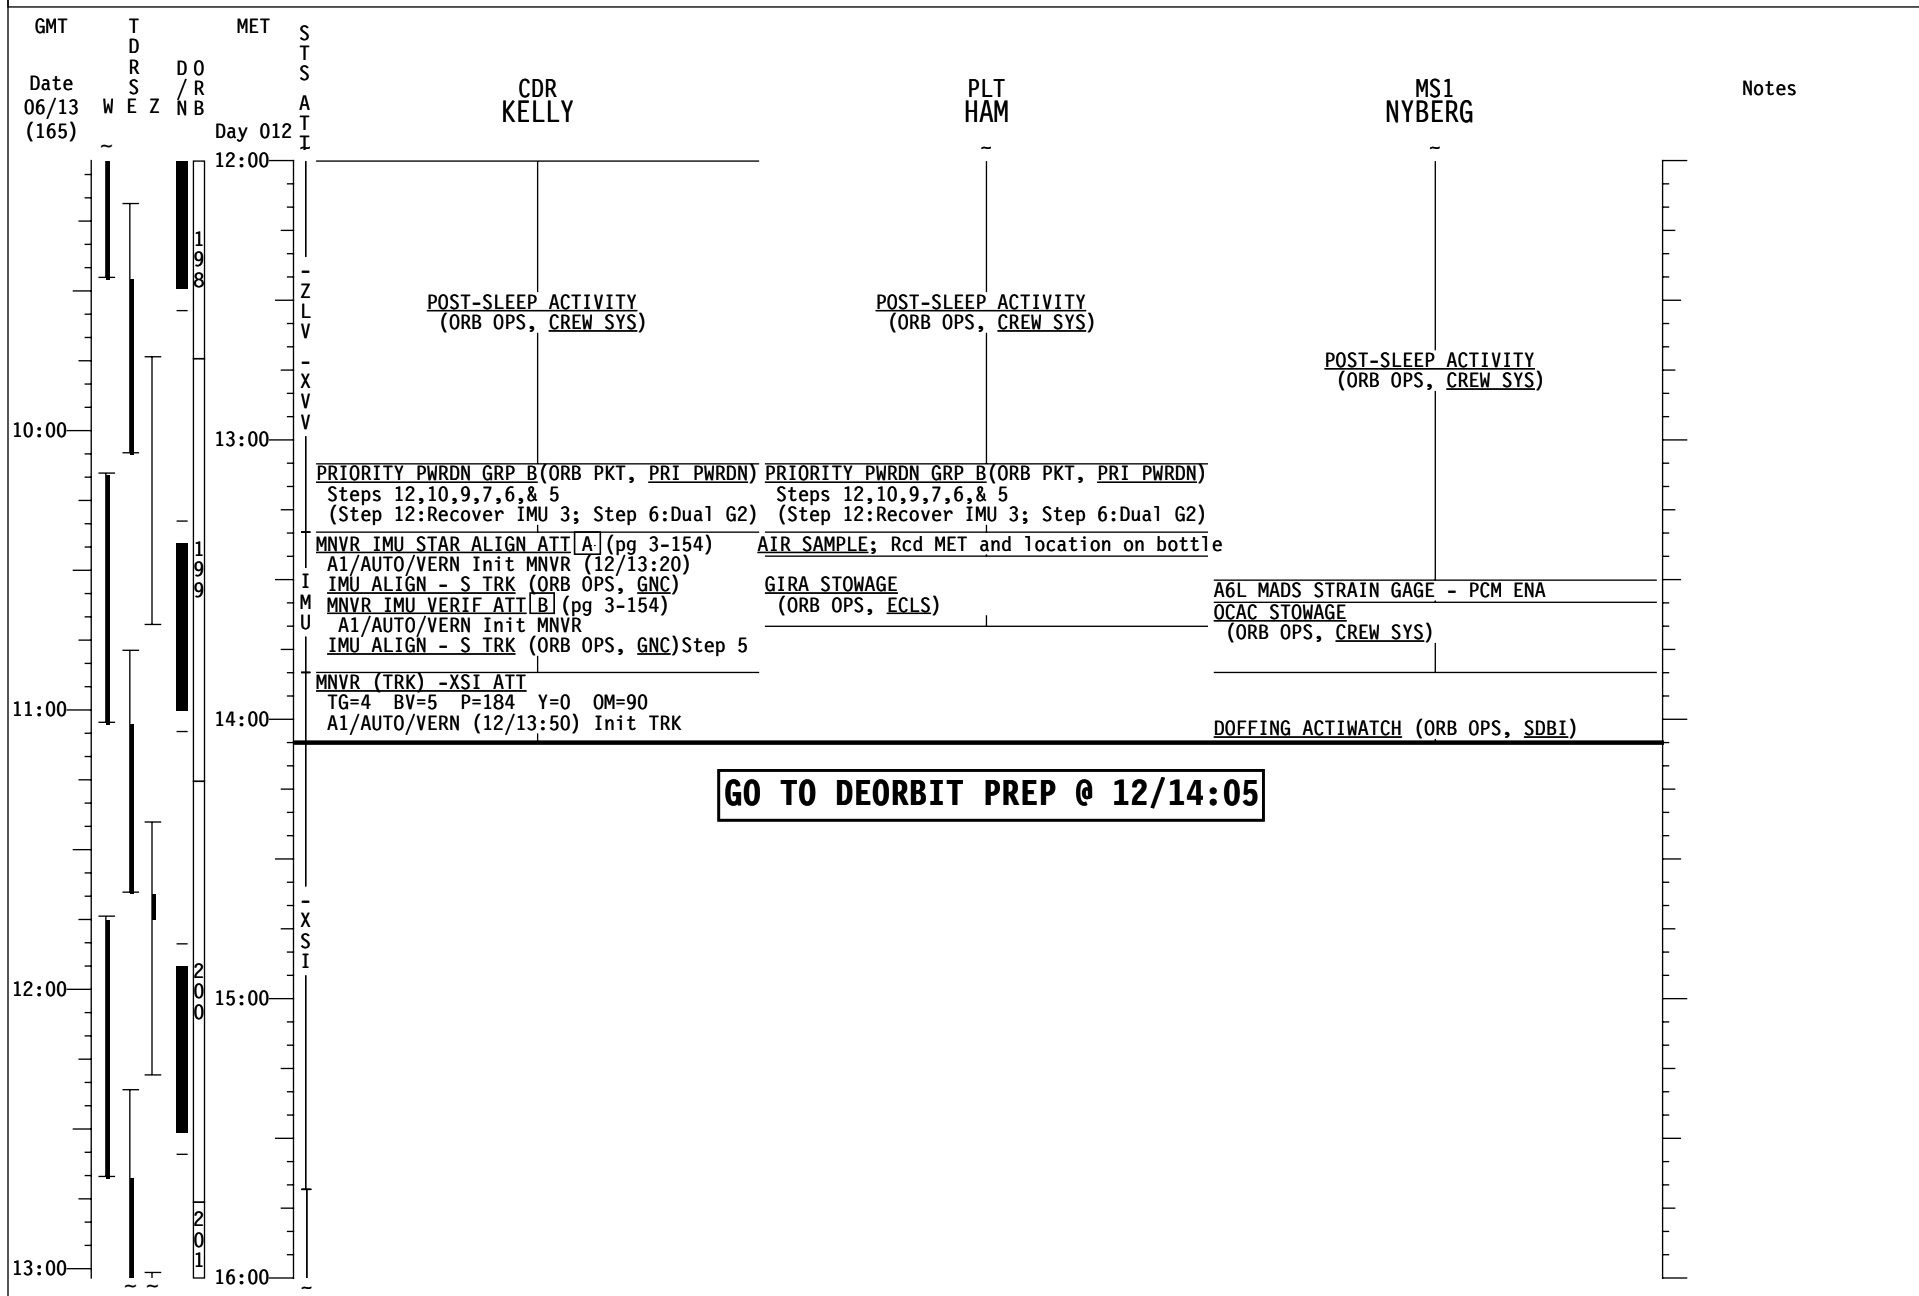 GMT
TDRS
MET
STS ATT
Date
06/13
(165)
W E Z
D/N
ORB
Day 012
CDR
KELLY
PLT
HAM
MS1
NYBERG
Notes
~
~
~
~
12:00
198
-ZLV -XVV
POST-SLEEP ACTIVITY
(ORB OPS, CREW SYS)
POST-SLEEP ACTIVITY
(ORB OPS, CREW SYS)
POST-SLEEP ACTIVITY
(ORB OPS, CREW SYS)
10:00
13:00
PRIORITY PWRDN GRP B(ORB PKT, PRI PWRDN)
Steps 12,10,9,7,6,& 5
(Step 12:Recover IMU 3; Step 6:Dual G2)
PRIORITY PWRDN GRP B(ORB PKT, PRI PWRDN)
Steps 12,10,9,7,6,& 5
(Step 12:Recover IMU 3; Step 6:Dual G2)
199
IMU
MNVR IMU STAR ALIGN ATT A (pg 3-154)
A1/AUTO/VERN Init MNVR (12/13:20)
IMU ALIGN - S TRK (ORB OPS, GNC)
MNVR IMU VERIF ATT B (pg 3-154)
A1/AUTO/VERN Init MNVR
IMU ALIGN - S TRK (ORB OPS, GNC)Step 5
AIR SAMPLE; Rcd MET and location on bottle
GIRA STOWAGE
(ORB OPS, ECLS)
A6L MADS STRAIN GAGE - PCM ENA
OCAC STOWAGE
(ORB OPS, CREW SYS)
MNVR (TRK) -XSI ATT
TG=4 BV=5 P=184 Y=0 OM=90
A1/AUTO/VERN (12/13:50) Init TRK
11:00
14:00
DOFFING ACTIWATCH (ORB OPS, SDBI)
GO TO DEORBIT PREP @ 12/14:05
-XSI
12:00
200
15:00
201
13:00
16:00
~ ~
~